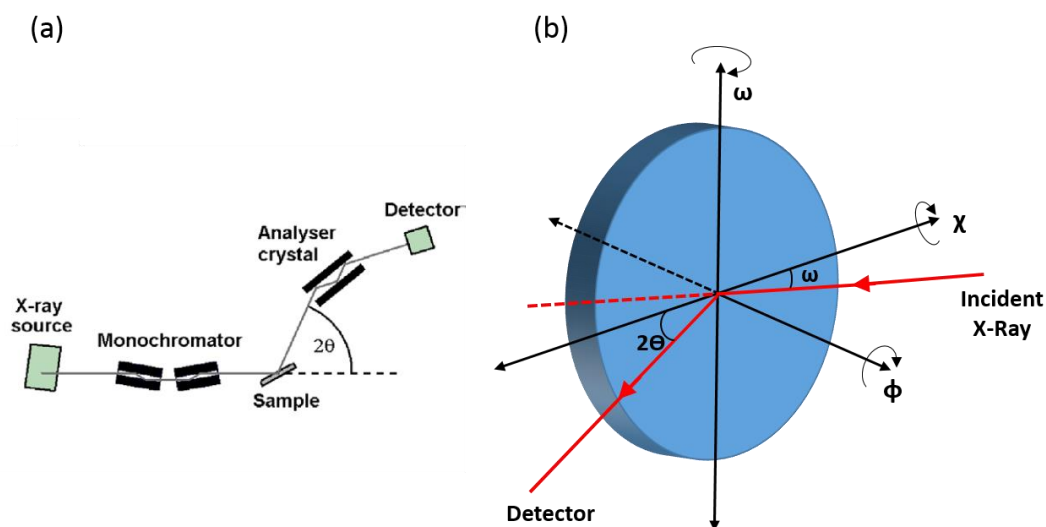 (a)
X-ray
source
Monochromator
Sample
2θ
Analyser
crystal
Detector
(b)
ω
χ
ω
Incident
X-Ray
ϕ
2Θ
Detector